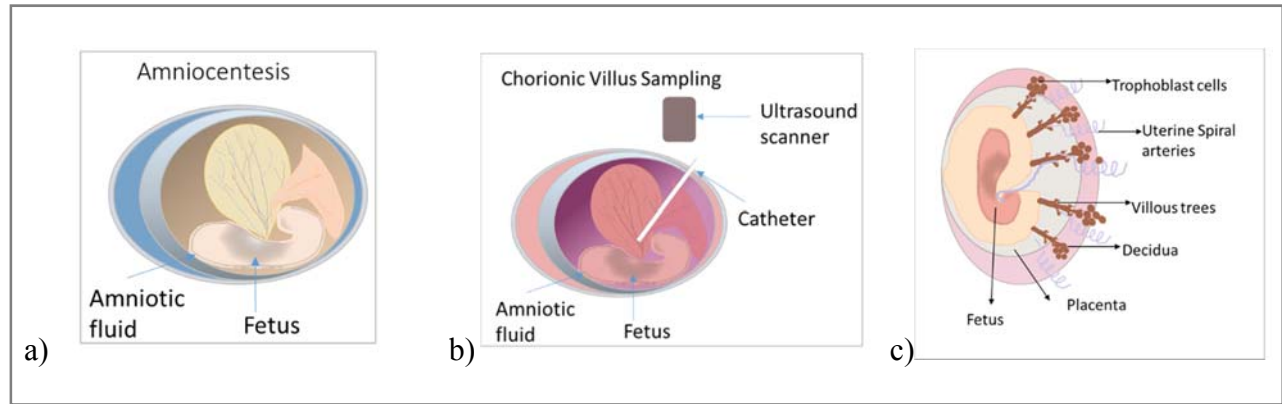 Amniocentesis
Amniotic
fluid
Fetus
a)
Chorionic Villus Sampling
Ultrasound
scanner
Catheter
Amniotic
fluid
Fetus
b)
Trophoblast cells
Uterine Spiral
arteries
Villous trees
Decidua
Placenta
Fetus
c)